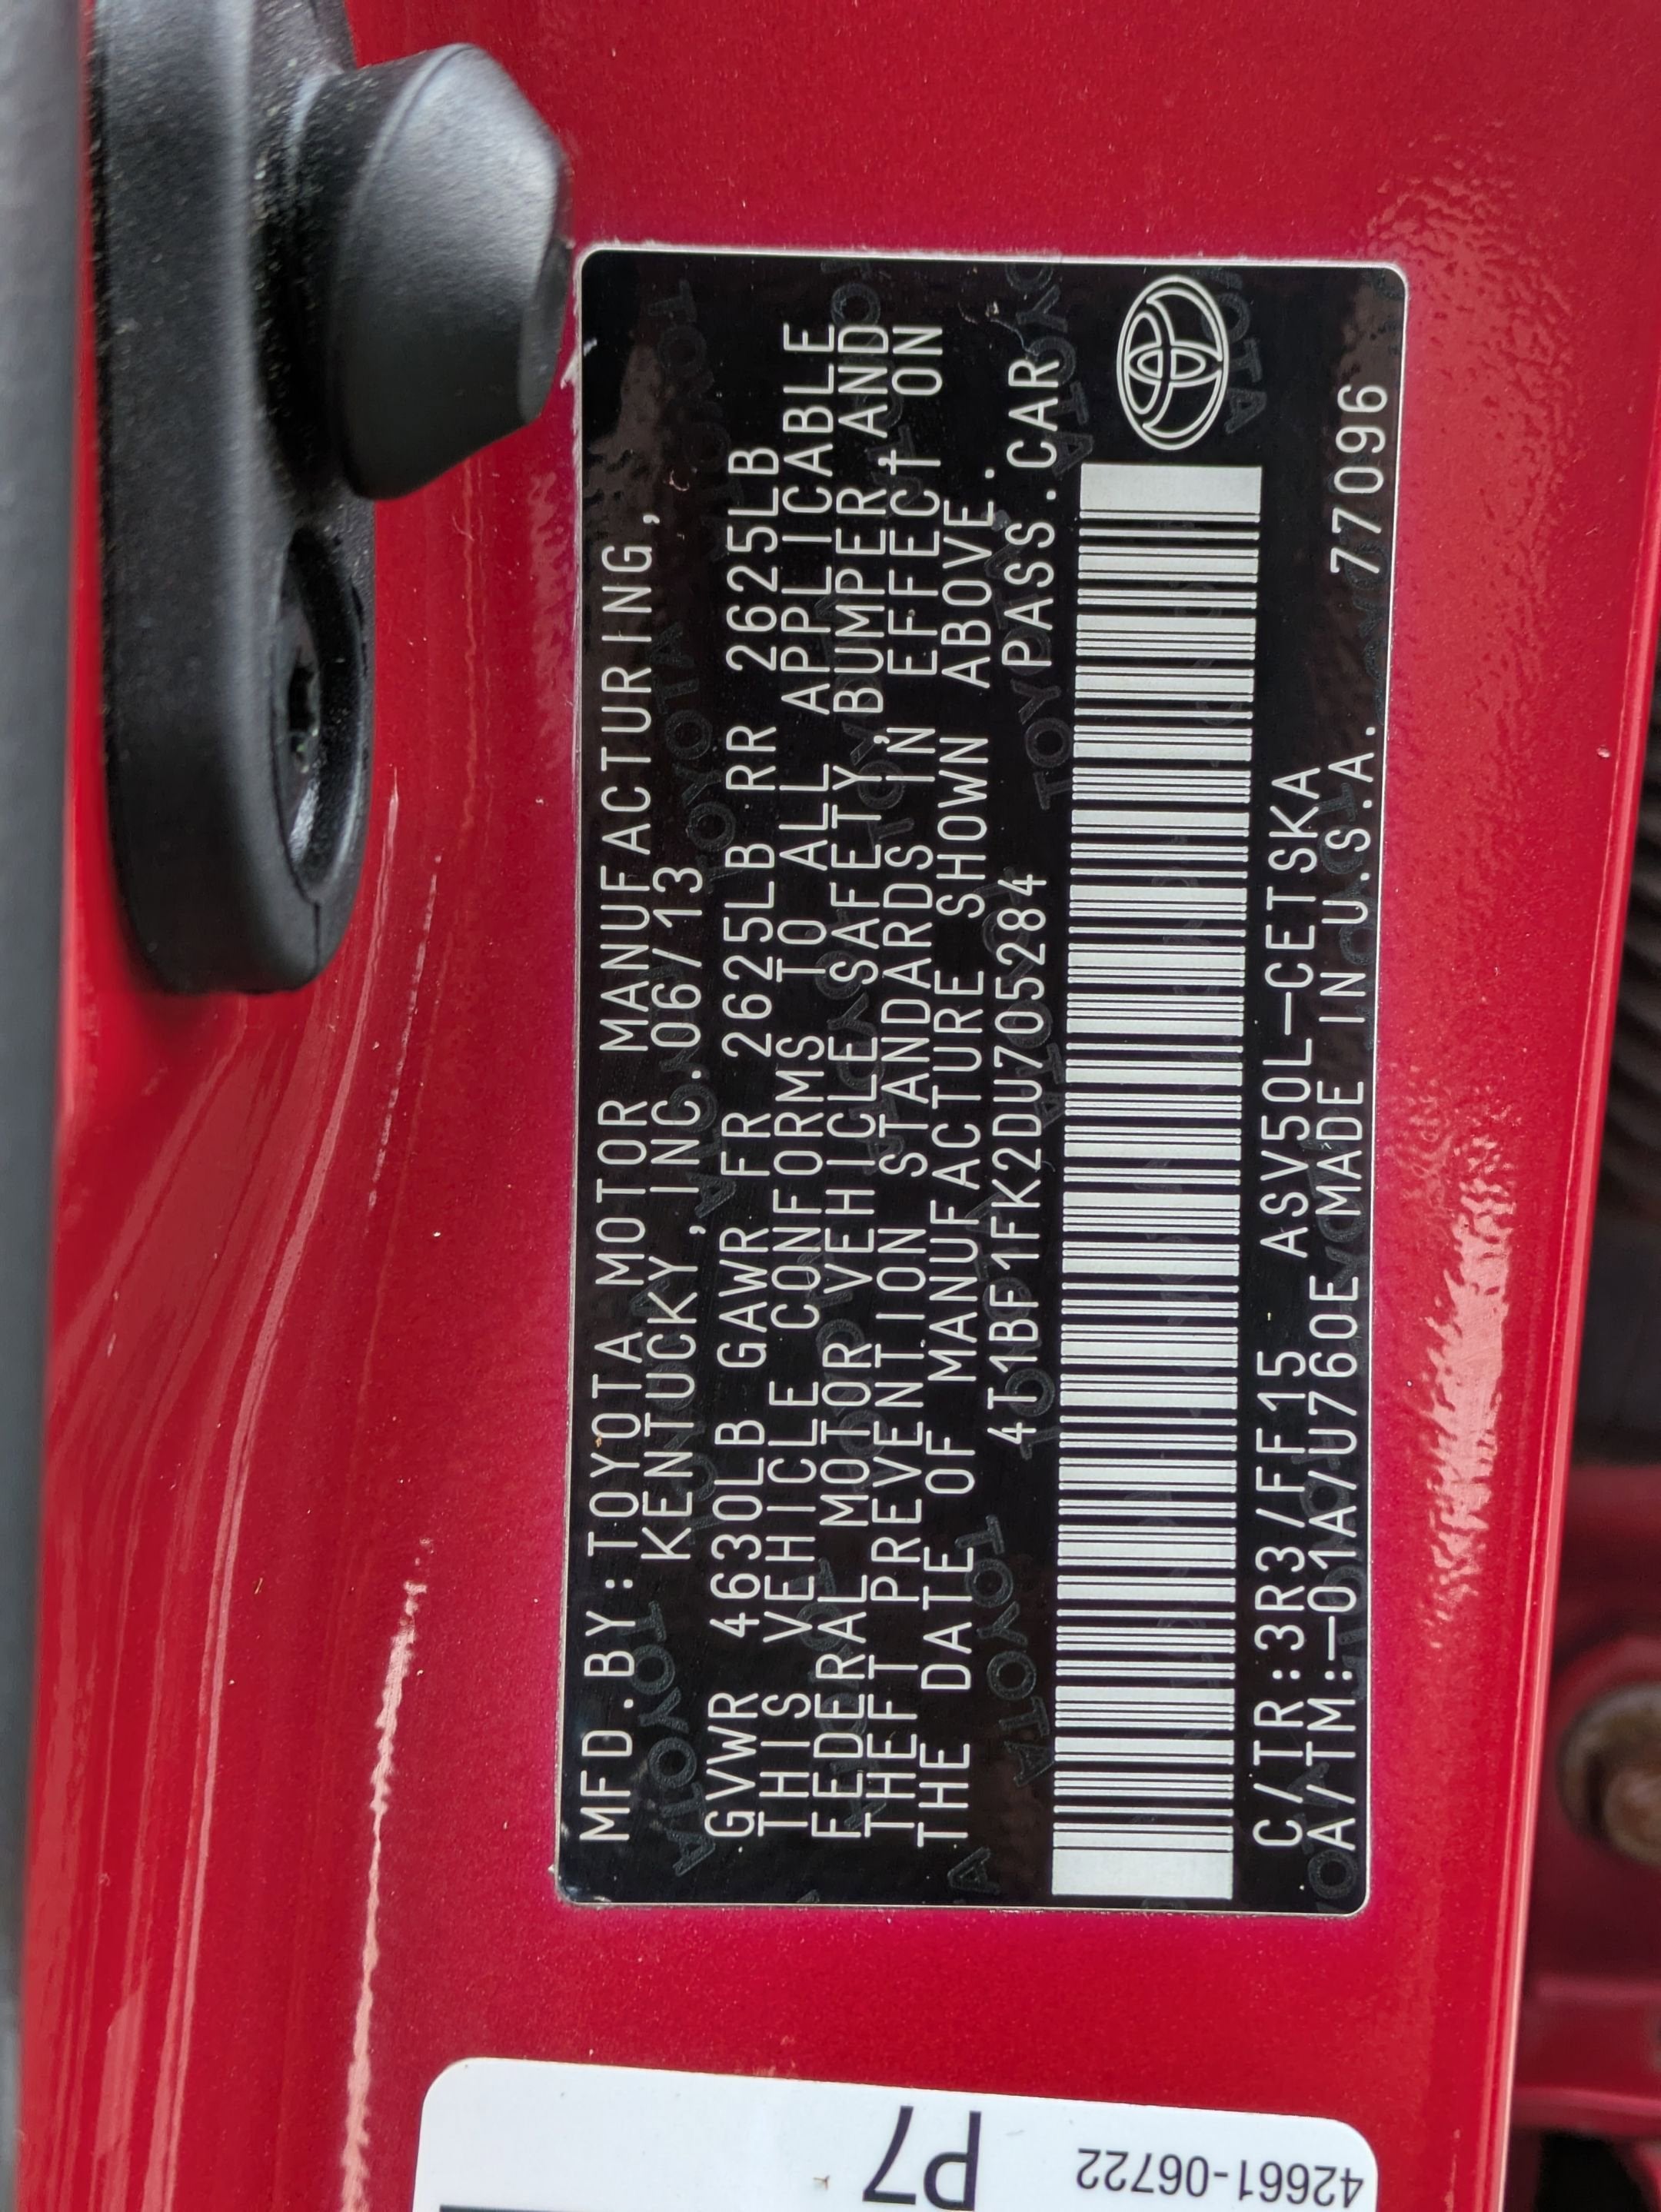 MFD.BY:TOYOTA MOTOR MANUFACTURING,
KENTUCKY,INC.06/13
GVWR 4630LB GAWR FR 2625LB RR 2625LB
THIS VEHICLE CONFORMS TO ALL APPLICABLE
FEDERAL MOTOR VEHICLE SAFETY, BUMPER AND
THEFT PREVENTION STANDARDS IN EFFECT ON
THE DATE OF MANUFACTURE SHOWN ABOVE.
4T1BF1FK2DU705284 PASS.CAR
C/TR:3R3/FF15 ASV50L-CETSKA
A/TM:-01A/U760E MADE IN U.S.A. 77096
P7
42661-06722